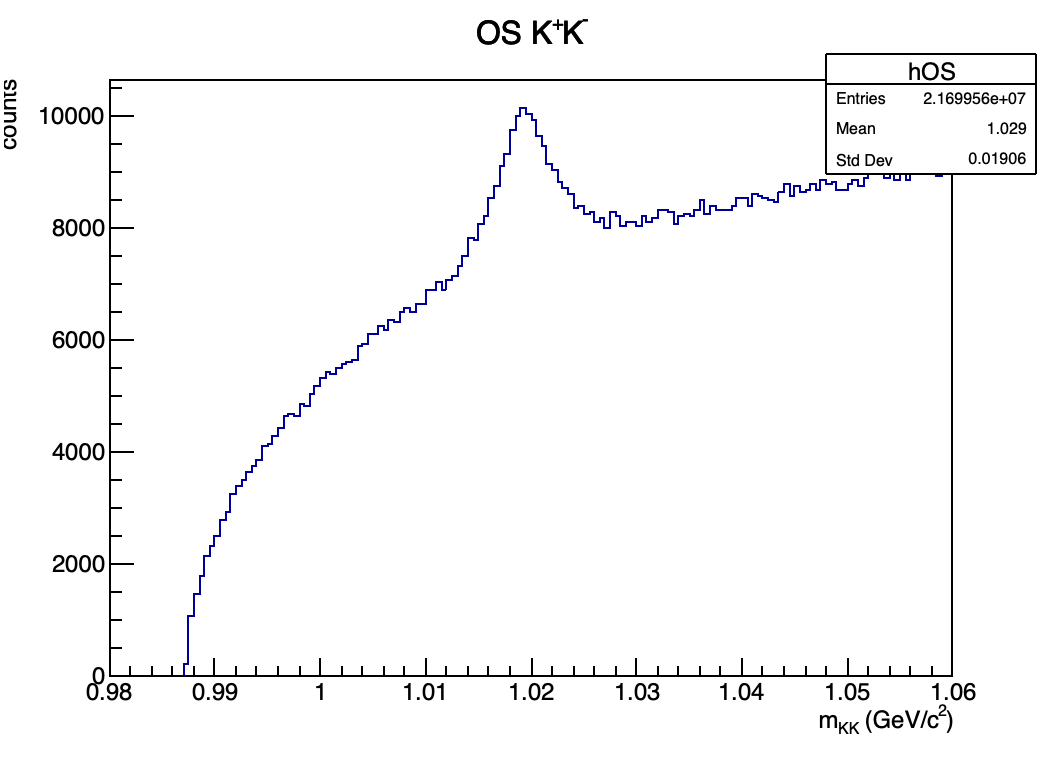 OS K⁺K⁻
hOS
Entries 2.169956e+07
Mean 1.029
Std Dev 0.01906
counts
10000
8000
6000
4000
2000
0
0.98 0.99 1 1.01 1.02 1.03 1.04 1.05 1.06
m_KK (GeV/c²)